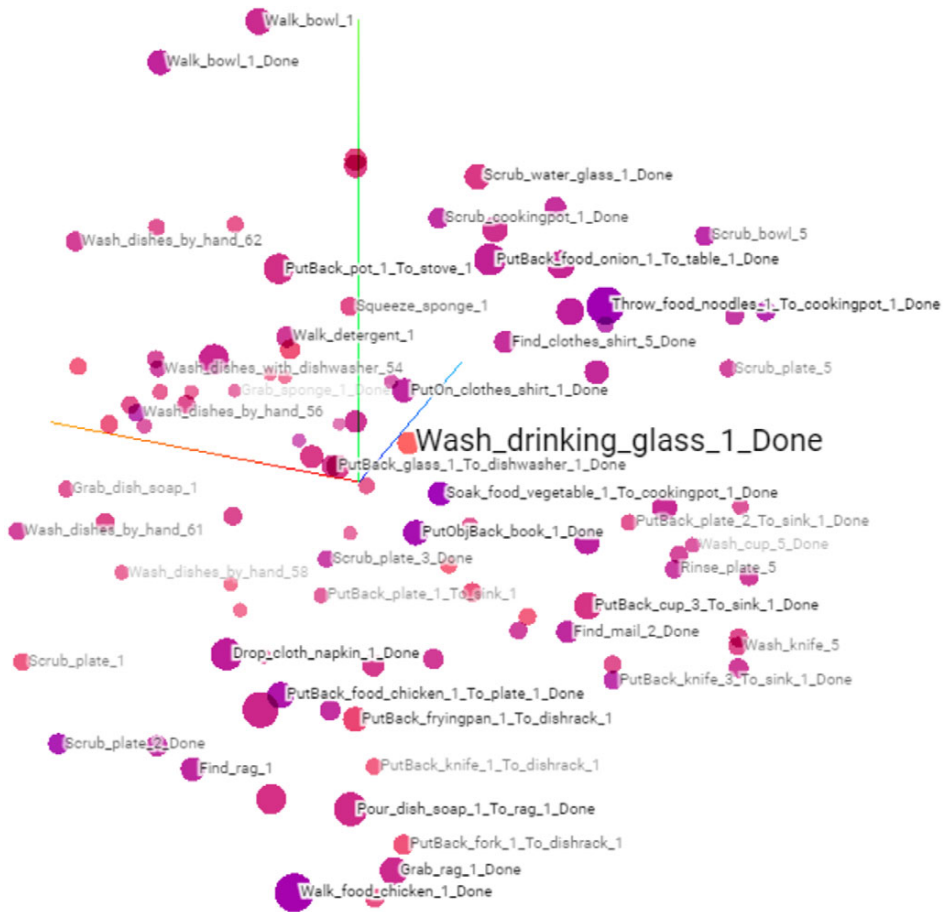 Walk_bowl_1
Walk_bowl_1_Done
Scrub_water_glass_1_Done
Scrub_cookingpot_1_Done
Scrub_bowl_5
Wash_dishes_by_hand_62
PutBack_food_onion_1_To_table_1_Done
PutBack_pot_1_To_stove_1
Throw_food_noodles_1_To_cookingpot_1_Done
Squeeze_sponge_1
Walk_detergent_1
Find_clothes_shirt_5_Done
Wash_dishes_with_dishwasher_54
Scrub_plate_5
Grab_sponge_1_Done
PutOn_clothes_shirt_1_Done
Wash_dishes_by_hand_56
Wash_drinking_glass_1_Done
PutBack_glass_1_To_dishwasher_1_Done
Grab_dish_soap_1
Soak_food_vegetable_1_To_cookingpot_1_Done
PutBack_plate_2_To_sink_1_Done
Wash_dishes_by_hand_61
PutObjBack_book_1_Done
Wash_cup_5_Done
Scrub_plate_3_Done
Rinse_plate_5
Wash_dishes_by_hand_58
PutBack_plate_1_To_sink_1
PutBack_cup_3_To_sink_1_Done
Find_mail_2_Done
Wash_knife_5
Drop_cloth_napkin_1_Done
Scrub_plate_1
PutBack_knife_3_To_sink_1_Done
PutBack_food_chicken_1_To_plate_1_Done
PutBack_fryingpan_1_To_dishrack_1
Scrub_plate_2_Done
Find_rag_1
PutBack_knife_1_To_dishrack_1
Pour_dish_soap_1_To_rag_1_Done
PutBack_fork_1_To_dishrack_1
Grab_rag_1_Done
Walk_food_chicken_1_Done